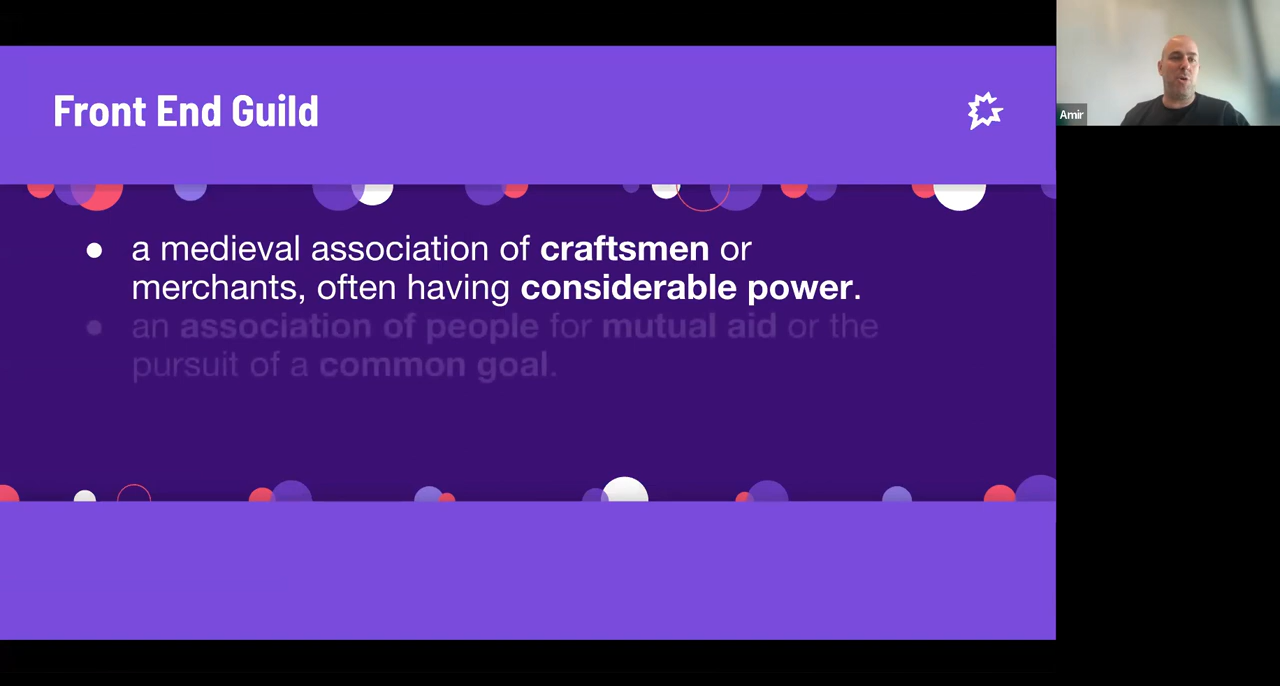 Front End Guild
Amir
● a medieval association of craftsmen or
merchants, often having considerable power.
● an association of people for mutual aid or the
pursuit of a common goal.